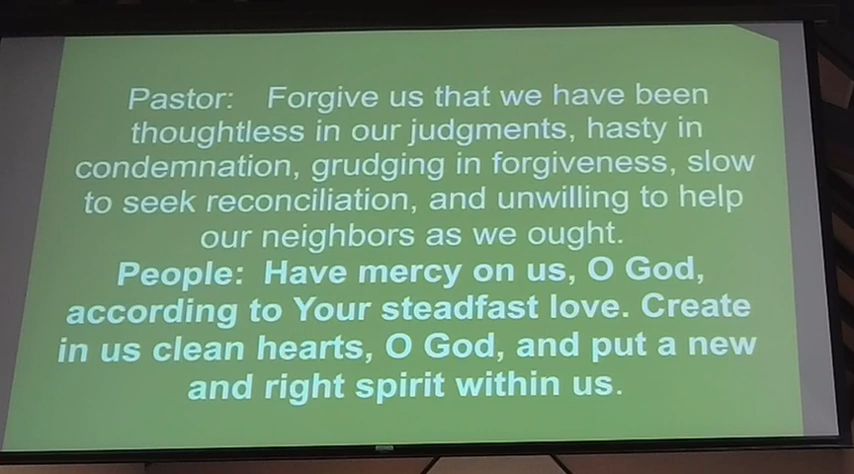 Pastor: Forgive us that we have been
thoughtless in our judgments, hasty in
condemnation, grudging in forgiveness, slow
to seek reconciliation, and unwilling to help
our neighbors as we ought.
People: Have mercy on us, O God,
according to Your steadfast love. Create
in us clean hearts, O God, and put a new
and right spirit within us.